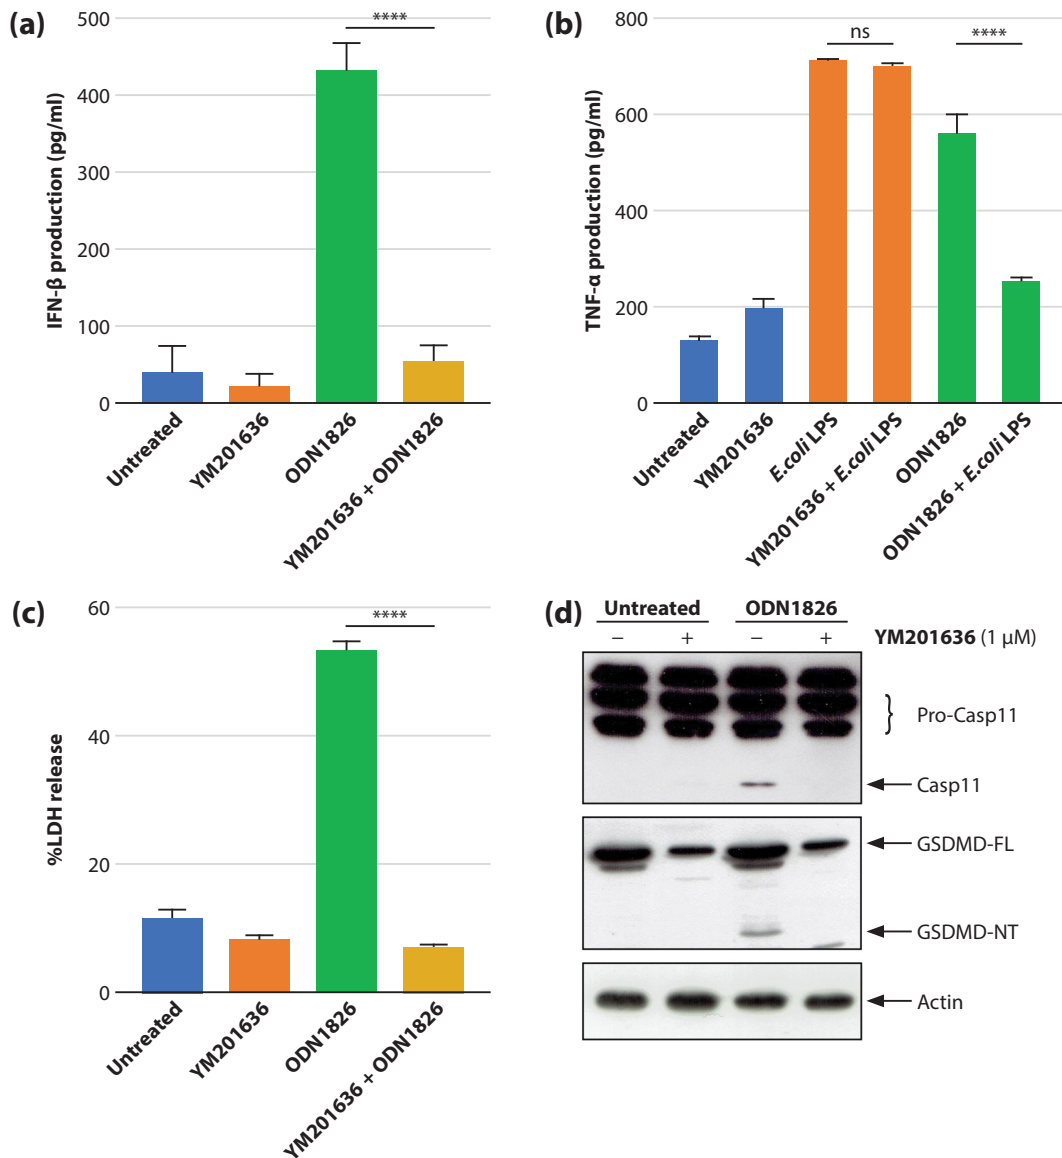 (a)
IFN-β production (pg/ml)
500
400
300
200
100
0
****
Untreated
YM201636
ODN1826
YM201636 + ODN1826
(b)
TNF-α production (pg/ml)
800
600
400
200
0
ns
****
Untreated
YM201636
E.coli LPS
YM201636 + E.coli LPS
ODN1826
ODN1826 + E.coli LPS
(c)
%LDH release
60
40
20
0
****
Untreated
YM201636
ODN1826
YM201636 + ODN1826
(d)
Untreated ODN1826
− + − + YM201636 (1 μM)
Pro-Casp11
Casp11
GSDMD-FL
GSDMD-NT
Actin